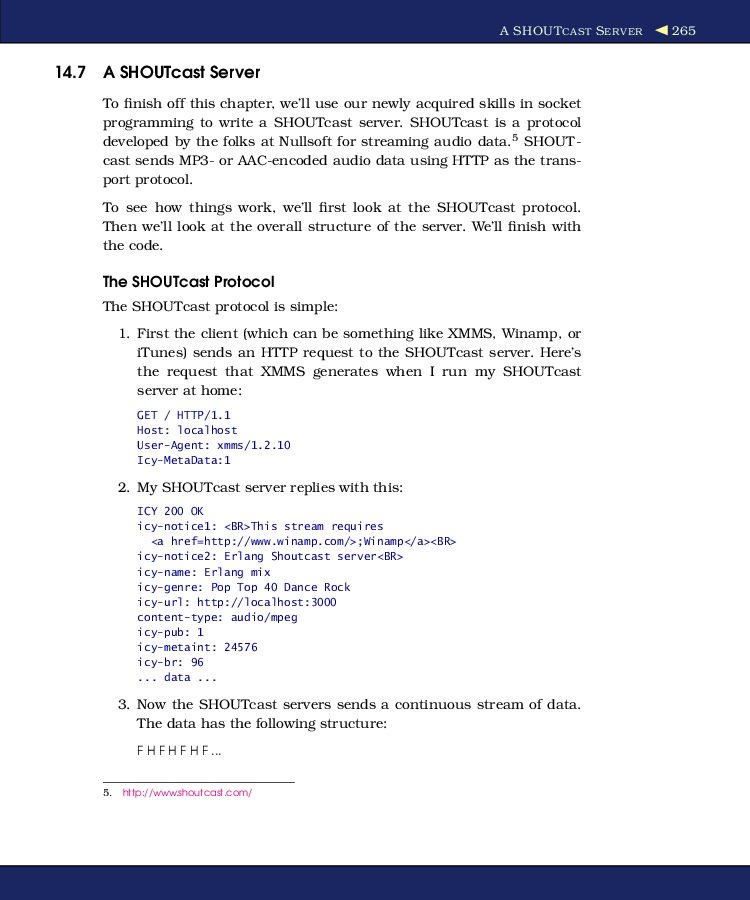 A SHOUTCAST SERVER ◀ 265
14.7 A SHOUTcast Server
To finish off this chapter, we'll use our newly acquired skills in socket
programming to write a SHOUTcast server. SHOUTcast is a protocol
developed by the folks at Nullsoft for streaming audio data.5 SHOUT-
cast sends MP3- or AAC-encoded audio data using HTTP as the trans-
port protocol.
To see how things work, we'll first look at the SHOUTcast protocol.
Then we'll look at the overall structure of the server. We'll finish with
the code.
The SHOUTcast Protocol
The SHOUTcast protocol is simple:
1. First the client (which can be something like XMMS, Winamp, or
iTunes) sends an HTTP request to the SHOUTcast server. Here's
the request that XMMS generates when I run my SHOUTcast
server at home:
GET / HTTP/1.1
Host: localhost
User-Agent: xmms/1.2.10
Icy-MetaData:1
2. My SHOUTcast server replies with this:
ICY 200 OK
icy-notice1: <BR>This stream requires
<a href=http://www.winamp.com/>;Winamp</a><BR>
icy-notice2: Erlang Shoutcast server<BR>
icy-name: Erlang mix
icy-genre: Pop Top 40 Dance Rock
icy-url: http://localhost:3000
content-type: audio/mpeg
icy-pub: 1
icy-metaint: 24576
icy-br: 96
... data ...
3. Now the SHOUTcast servers sends a continuous stream of data.
The data has the following structure:
F H F H F H F ...
5. http://www.shoutcast.com/